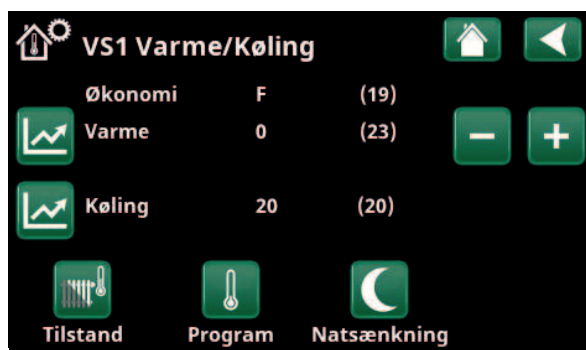 VS1 Varme/Køling
Økonomi F (19)
Varme 0 (23)
Køling 20 (20)
Tilstand Program Natsænkning